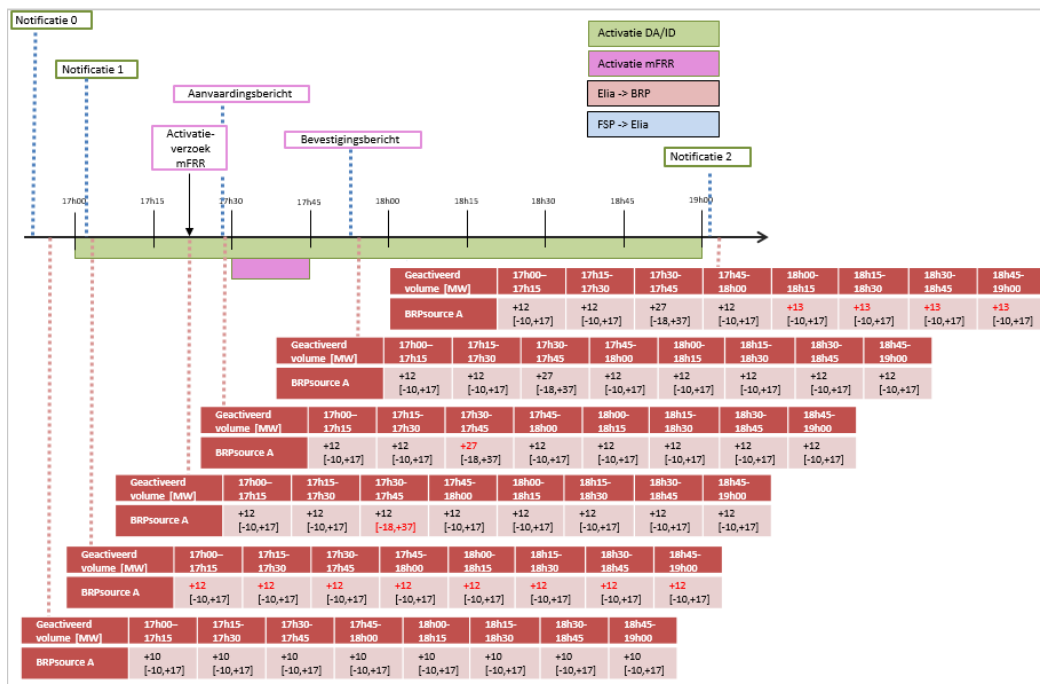 Notificatie 0
Notificatie 1
Aanvaardingsbericht
Activatie-
verzoek
mFRR
Bevestigingsbericht
Activatie DA/ID
Activatie mFRR
Elia -> BRP
FSP -> Elia
Notificatie 2
17h00 17h15 17h30 17h45 18h00 18h15 18h30 18h45 19h00
Geactiveerd 17h00– 17h15- 17h30- 17h45- 18h00- 18h15- 18h30- 18h45-
volume [MW] 17h15 17h30 17h45 18h00 18h15 18h30 18h45 19h00
BRPsource A +12 +12 +27 +12 +13 +13 +13 +13
[-10,+17] [-10,+17] [-18,+37] [-10,+17] [-10,+17] [-10,+17] [-10,+17] [-10,+17]
Geactiveerd 17h00– 17h15- 17h30- 17h45- 18h00- 18h15- 18h30- 18h45-
volume [MW] 17h15 17h30 17h45 18h00 18h15 18h30 18h45 19h00
BRPsource A +12 +12 +27 +12 +12 +12 +12 +12
[-10,+17] [-10,+17] [-18,+37] [-10,+17] [-10,+17] [-10,+17] [-10,+17] [-10,+17]
Geactiveerd 17h00– 17h15- 17h30- 17h45- 18h00- 18h15- 18h30- 18h45-
volume [MW] 17h15 17h30 17h45 18h00 18h15 18h30 18h45 19h00
BRPsource A +12 +12 +27 +12 +12 +12 +12 +12
[-10,+17] [-10,+17] [-18,+37] [-10,+17] [-10,+17] [-10,+17] [-10,+17] [-10,+17]
Geactiveerd 17h00– 17h15- 17h30- 17h45- 18h00- 18h15- 18h30- 18h45-
volume [MW] 17h15 17h30 17h45 18h00 18h15 18h30 18h45 19h00
BRPsource A +12 +12 +12 +12 +12 +12 +12 +12
[-10,+17] [-10,+17] [-18,+37] [-10,+17] [-10,+17] [-10,+17] [-10,+17] [-10,+17]
Geactiveerd 17h00– 17h15- 17h30- 17h45- 18h00- 18h15- 18h30- 18h45-
volume [MW] 17h15 17h30 17h45 18h00 18h15 18h30 18h45 19h00
BRPsource A +12 +12 +12 +12 +12 +12 +12 +12
[-10,+17] [-10,+17] [-10,+17] [-10,+17] [-10,+17] [-10,+17] [-10,+17] [-10,+17]
Geactiveerd 17h00– 17h15- 17h30- 17h45- 18h00- 18h15- 18h30- 18h45-
volume [MW] 17h15 17h30 17h45 18h00 18h15 18h30 18h45 19h00
BRPsource A +10 +10 +10 +10 +10 +10 +10 +10
[-10,+17] [-10,+17] [-10,+17] [-10,+17] [-10,+17] [-10,+17] [-10,+17] [-10,+17]